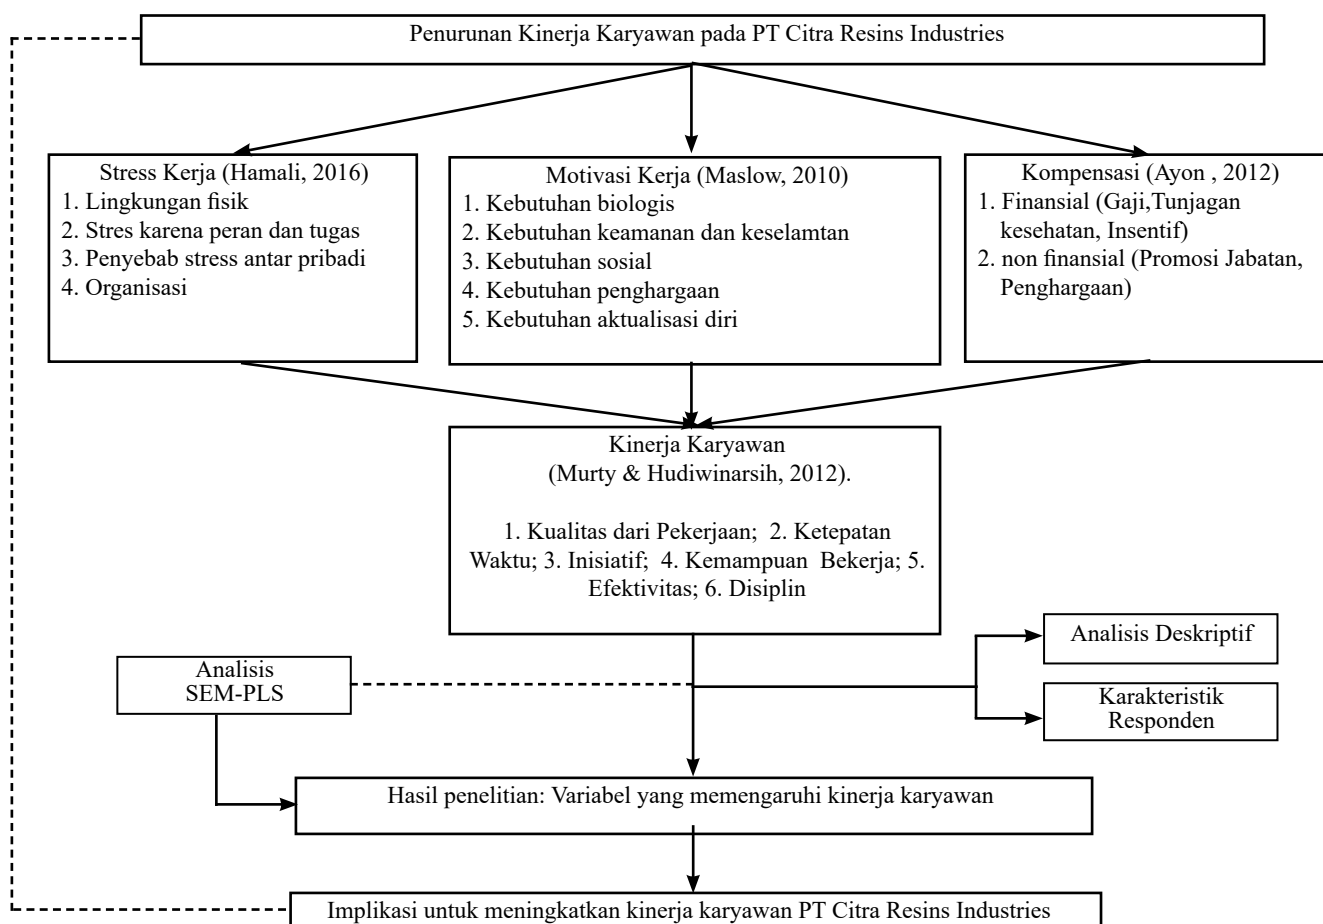 Penurunan Kinerja Karyawan pada PT Citra Resins Industries
Stress Kerja (Hamali, 2016)
1. Lingkungan fisik
2. Stres karena peran dan tugas
3. Penyebab stress antar pribadi
4. Organisasi
Motivasi Kerja (Maslow, 2010)
1. Kebutuhan biologis
2. Kebutuhan keamanan dan keselamtan
3. Kebutuhan sosial
4. Kebutuhan penghargaan
5. Kebutuhan aktualisasi diri
Kompensasi (Ayon , 2012)
1. Finansial (Gaji,Tunjagan
kesehatan, Insentif)
2. non finansial (Promosi Jabatan,
Penghargaan)
Kinerja Karyawan
(Murty & Hudiwinarsih, 2012).
1. Kualitas dari Pekerjaan; 2. Ketepatan
Waktu; 3. Inisiatif; 4. Kemampuan Bekerja; 5.
Efektivitas; 6. Disiplin
Analisis Deskriptif
Analisis
SEM-PLS
Karakteristik
Responden
Hasil penelitian: Variabel yang memengaruhi kinerja karyawan
Implikasi untuk meningkatkan kinerja karyawan PT Citra Resins Industries